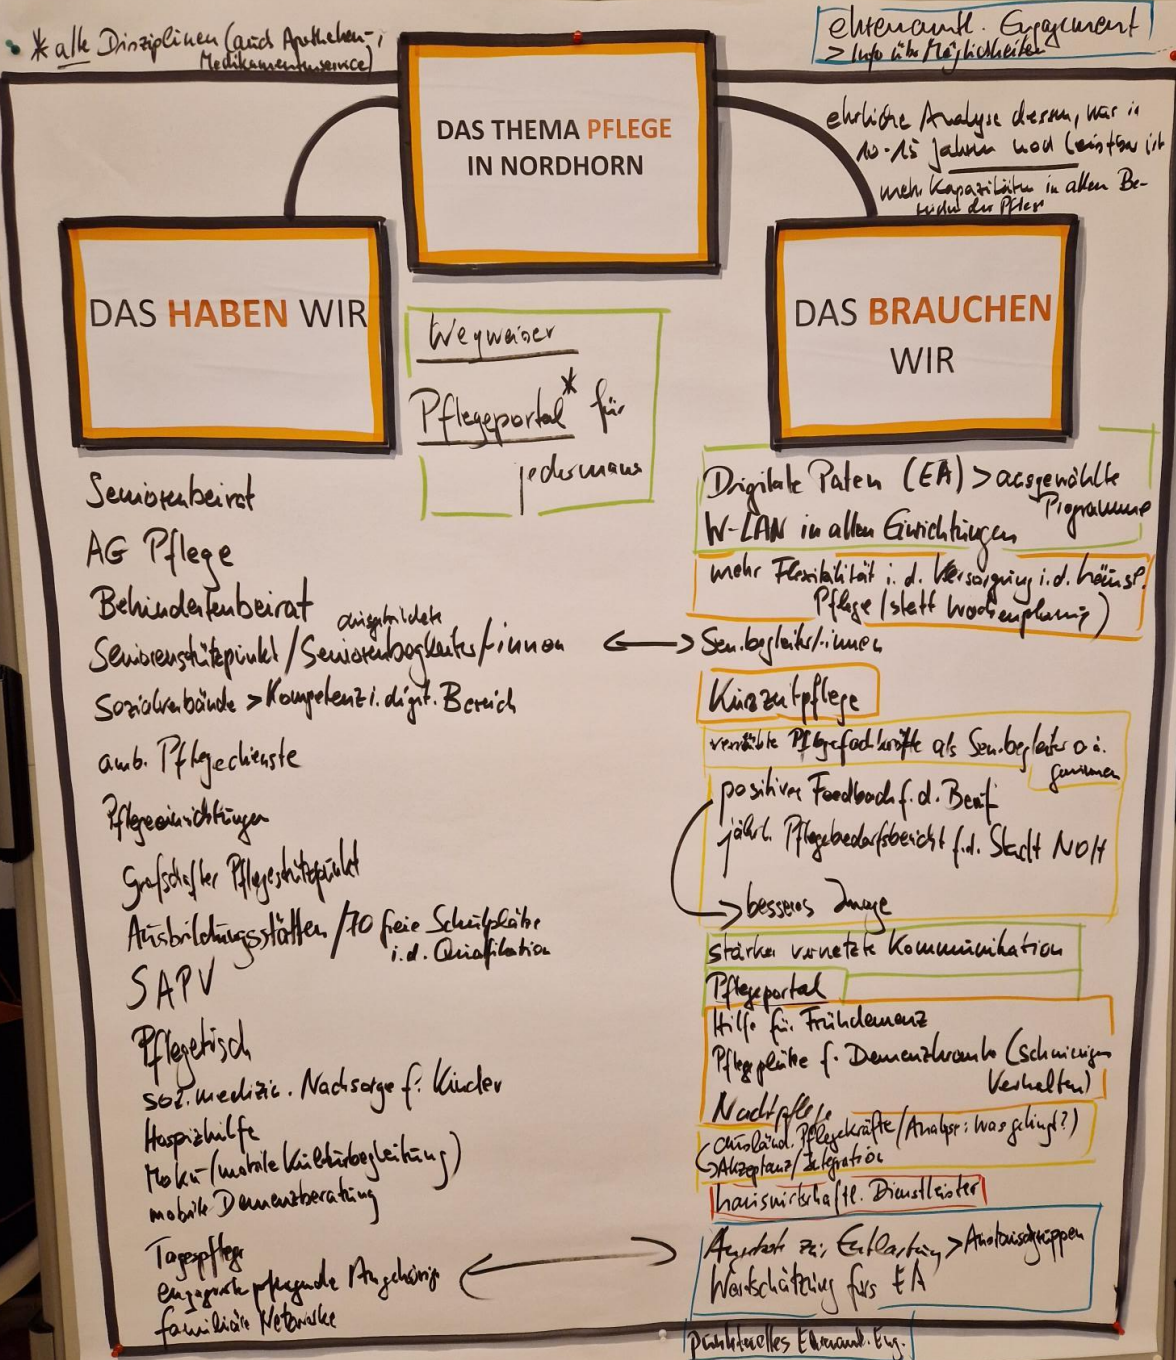 * alle Disziplinen (auch Apotheken-,
Medikamentenservice)
ehrenamtl. Engagement
> Info über Möglichkeiten
DAS THEMA PFLEGE
IN NORDHORN
ehrliche Analyse dessen, was in
10-15 Jahren noch leistbar ist
mehr Kapazitäten in allen Be-
reichen der Pflege
DAS HABEN WIR
Wegweiser
Pflegeportal* für
jedermann
DAS BRAUCHEN
WIR
Seniorenbeirat
AG Pflege
Behindertenbeirat
ausgebildete
Seniorenstützpunkt/Seniorenbegleiter/-innen
Sozialverbände > Kompetenz i. digit. Bereich
amb. Pflegedienste
Pflegeeinrichtungen
Grafschafter Pflegestützpunkt
Ausbildungsstätten/70 freie Schulplätze
i.d. Qualifikation
SAPV
Pflegetisch
soz. medizin. Nachsorge f. Kinder
Hospizhilfe
Moku-(mobile Kulturbegleitung)
mobile Demenzberatung
Tagespflege
engagierte pflegende Angehörige
familiäre Netzwerke
Digitale Paten (EA) > ausgewählte
Programme
W-LAN in allen Einrichtungen
mehr Flexibilität i. d. Versorgung i. d. häusl.
Pflege (statt Wochenplanung)
Sen.begleiter/-innen
Kurzzeitpflege
Pflegefachkräfte als Sen.begleiter o. ä.
gewinnen
positives Feedback f. d. Beruf
jährl. Pflegebedarfsbericht f.d. Stadt NOH
> besseres Image
stärker vernetzte Kommunikation
Pflegeportal
Hilfe für Frühdemenz
Pflegeplätze f. Demenzkranke (schwieriges
Verhalten)
Nachtpflege
ausländ. Pflegekräfte/Analyse: Was gelingt?)
Akzeptanz/Integration
hauswirtschaftl. Dienstleister
Angebote zur Entlastung > Austauschgruppen
Wertschätzung fürs EA
punktuelles Ehrenamtl. Eng.